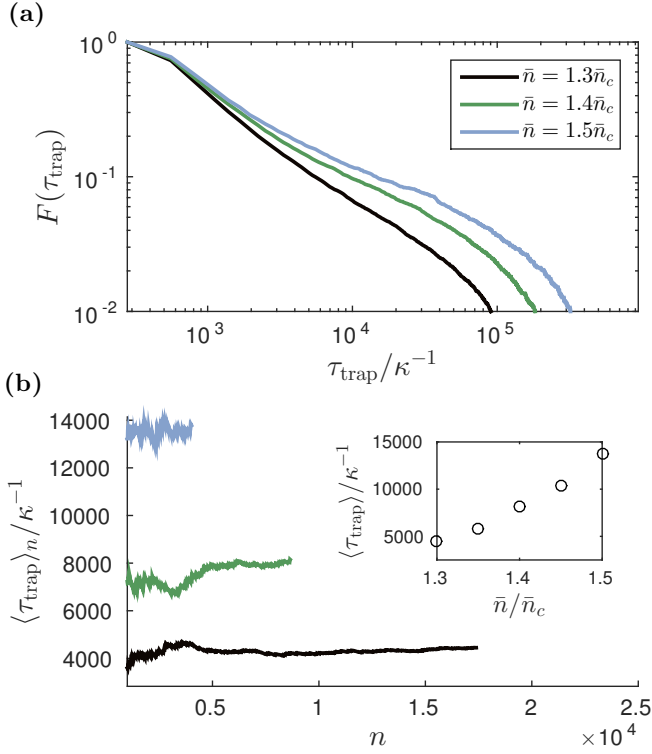 (a)
10^0
10^{-1}
10^{-2}
F(τ_trap)
n̄ = 1.3n̄_c
n̄ = 1.4n̄_c
n̄ = 1.5n̄_c
10^3 10^4 10^5
τ_trap/κ^{-1}
(b)
14000
12000
10000
8000
6000
4000
⟨τ_trap⟩_n/κ^{-1}
15000
10000
5000
⟨τ_trap⟩/κ^{-1}
1.3 1.4 1.5
n̄/n̄_c
0.5 1 1.5 2 2.5
n
× 10^4